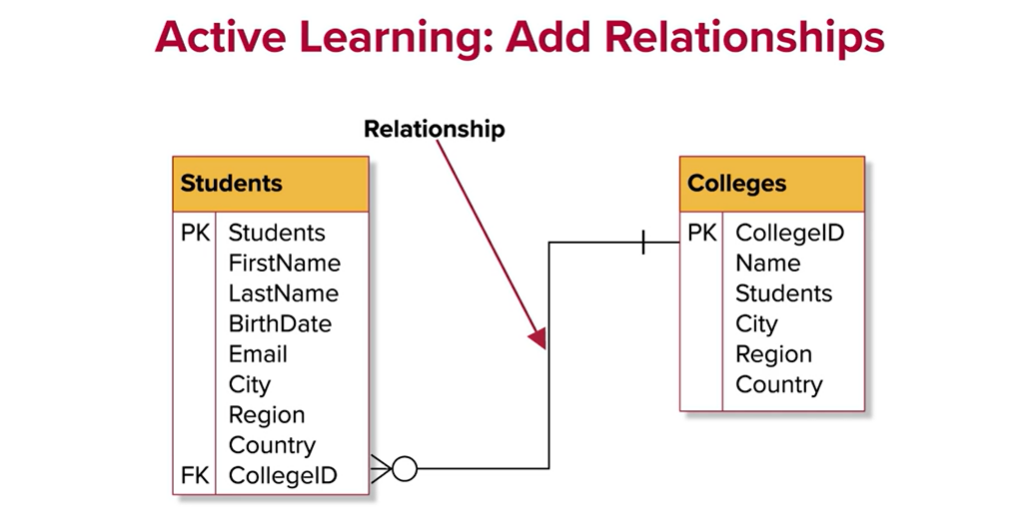 Active Learning: Add Relationships
Relationship
Students
PK Students
FirstName
LastName
BirthDate
Email
City
Region
Country
FK CollegeID
Colleges
PK CollegeID
Name
Students
City
Region
Country